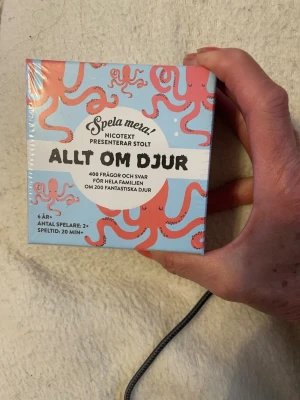 Spela mera!
NICOTEXT
PRESENTERAR STOLT
ALLT OM DJUR
400 FRÅGOR OCH SVAR
FÖR HELA FAMILJEN
OM 200 FANTASTISKA DJUR
6 ÅR+
ANTAL SPELARE: 2+
SPELTID: 20 MIN+